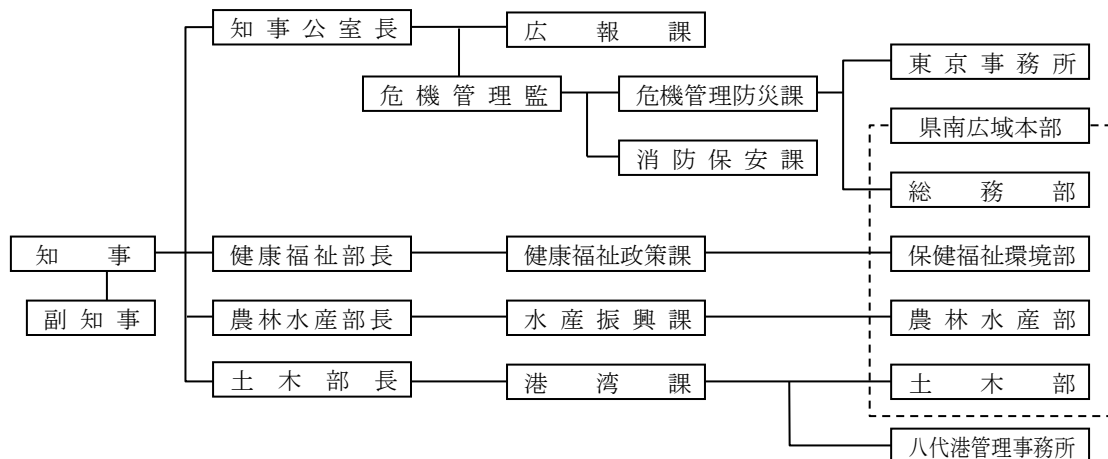 知事公室長
広報課
東京事務所
危機管理監
危機管理防災課
県南広域本部
消防保安課
総務部
知事
健康福祉部長
健康福祉政策課
保健福祉環境部
副知事
農林水産部長
水産振興課
農林水産部
土木部長
港湾課
土木部
八代港管理事務所